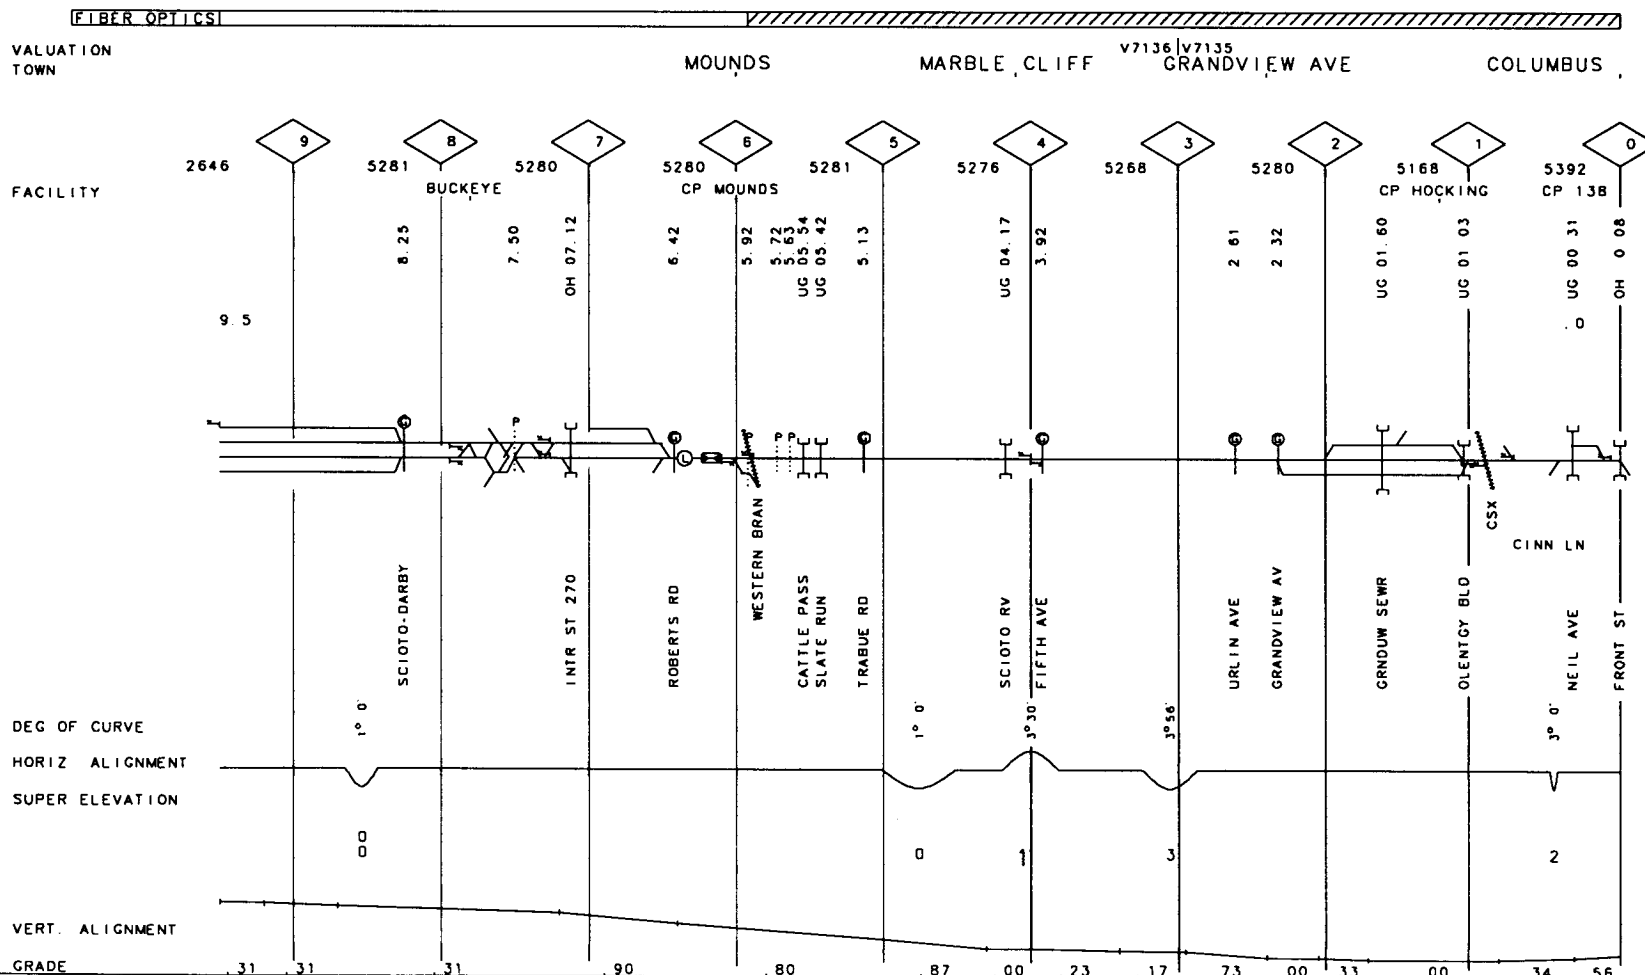 FIBER OPTICS
VALUATION
V7136 V7135
TOWN
MOUNDS MARBLE CLIFF GRANDVIEW AVE COLUMBUS
9 8 7 6 5 4 3 2 1 0
2646 5281 5280 5280 5281 5276 5268 5280 5168 5392
FACILITY
BUCKEYE CP MOUNDS CP HOCKING CP 138
8.25
7.50
OH 07.12
6.42
5.92
5.72
5.63
UG 05.54
UG 05.42
5.13
UG 04.17
3.92
2 61
2 32
UG 01.60
UG 01 03
UG 00 31
OH 0 08
9.5
.0
G P G L P P P G G G G
CSX
CINN LN
SCIOTO-DARBY
INTR ST 270
ROBERTS RD
WESTERN BRAN
CATTLE PASS
SLATE RUN
TRABUE RD
SCIOTO RV
FIFTH AVE
URLIN AVE
GRANDVIEW AV
GRNDUW SEWR
OLENTGY BLD
NEIL AVE
FRONT ST
DEG OF CURVE
1° 0' 1° 0' 3° 30' 3° 56' 3° 0'
HORIZ ALIGNMENT
SUPER ELEVATION
0
0 0 1 3 2
VERT. ALIGNMENT
GRADE
.31 .31 .31 .90 .80 .87 00 23 17 73 00 33 00 34 56